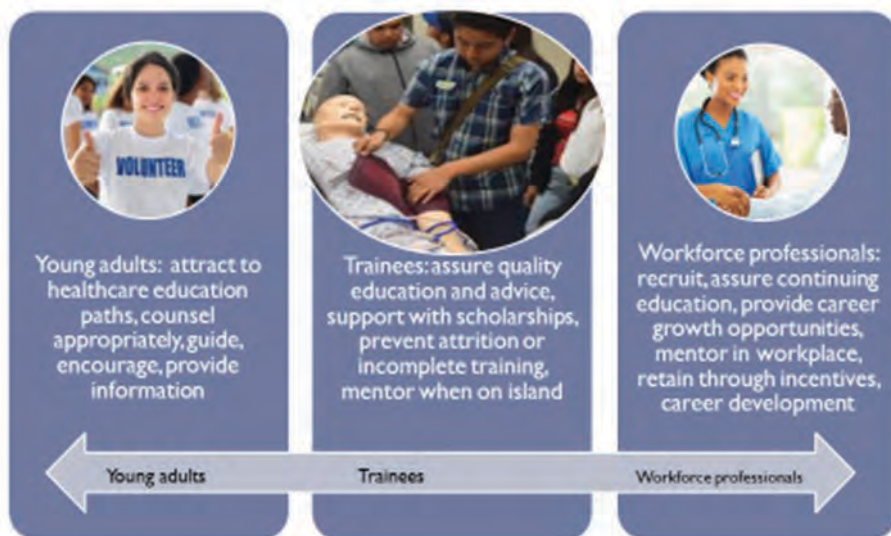 VOLUNTEER
Young adults: attract to
healthcare education
paths, counsel
appropriately, guide,
encourage, provide
information
Trainees: assure quality
education and advice,
support with scholarships,
prevent attrition or
incomplete training,
mentor when on island
Workforce professionals:
recruit, assure continuing
education, provide career
growth opportunities,
mentor in workplace,
retain through incentives,
career development
Young adults
Trainees
Workforce professionals